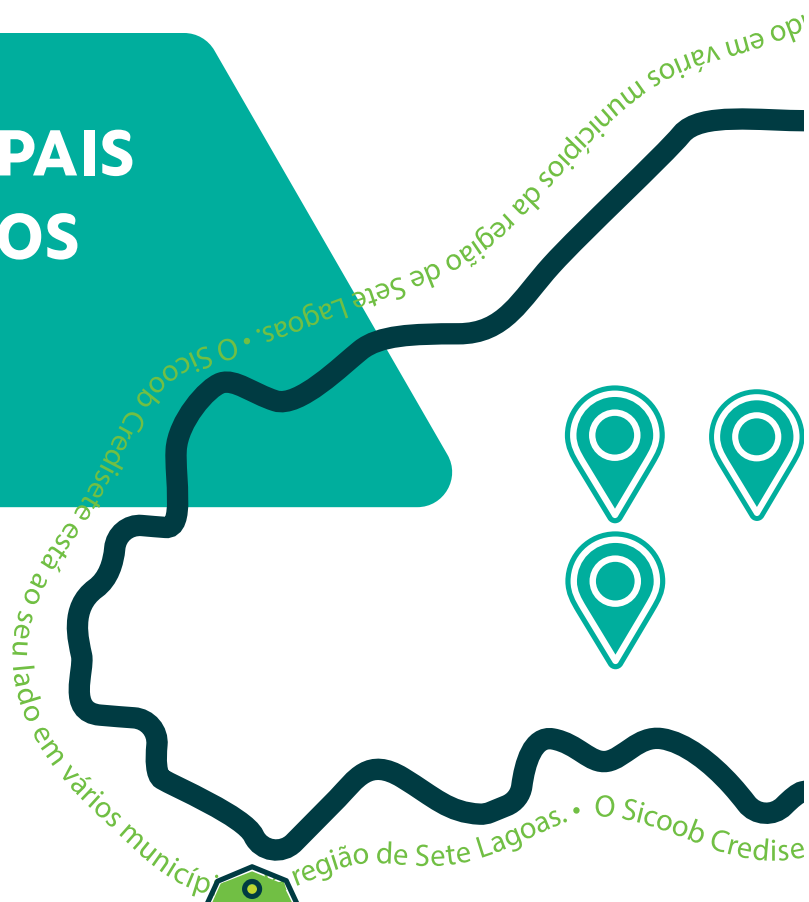 PAIS
OS
do em vários municípios da região de Sete Lagoas. • O Sicoob Credisete está ao seu lado em vários municípi
região de Sete Lagoas. • O Sicoob Credise